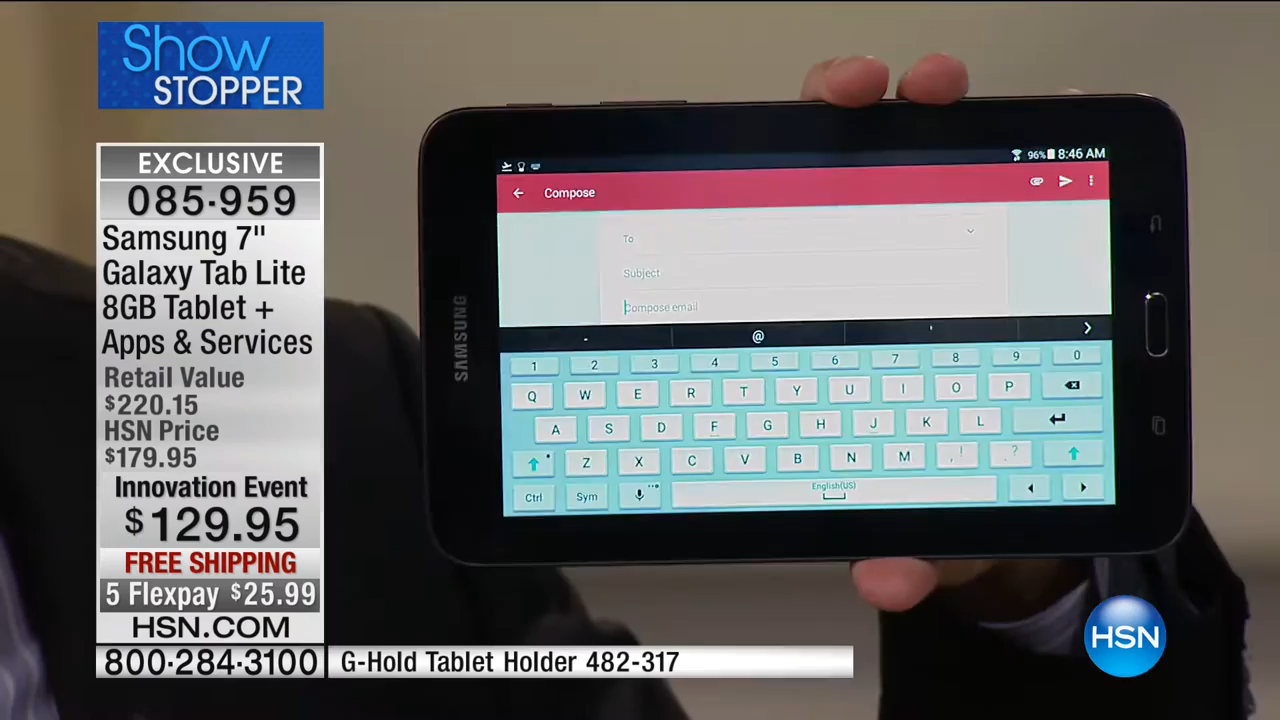 Show
STOPPER
EXCLUSIVE
085·959
Samsung 7"
Galaxy Tab Lite
8GB Tablet +
Apps & Services
Retail Value
$220.15
HSN Price
$179.95
Innovation Event
$129.95
FREE SHIPPING
5 Flexpay $25.99
HSN.COM
800·284·3100
G-Hold Tablet Holder 482-317
SAMSUNG
96% 8:46 AM
Compose
To
Subject
Compose email
- @ '
1 2 3 4 5 6 7 8 9 0
Q W E R T Y U I O P
A S D F G H J K L
Z X C V B N M , ! . ?
Ctrl Sym English(US)
HSN